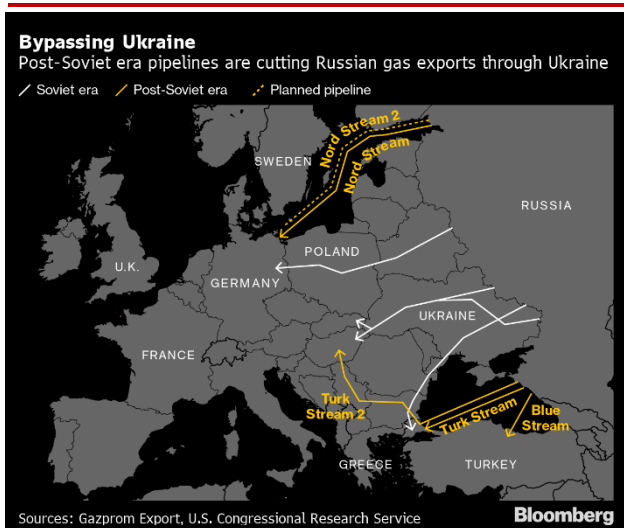 Bypassing Ukraine
Post-Soviet era pipelines are cutting Russian gas exports through Ukraine
Soviet era
Post-Soviet era
Planned pipeline
Nord Stream 2
Nord Stream
SWEDEN
RUSSIA
U.K.
POLAND
GERMANY
UKRAINE
FRANCE
Turk
Stream 2
Turk Stream
Blue
Stream
GREECE
TURKEY
Sources: Gazprom Export, U.S. Congressional Research Service
Bloomberg